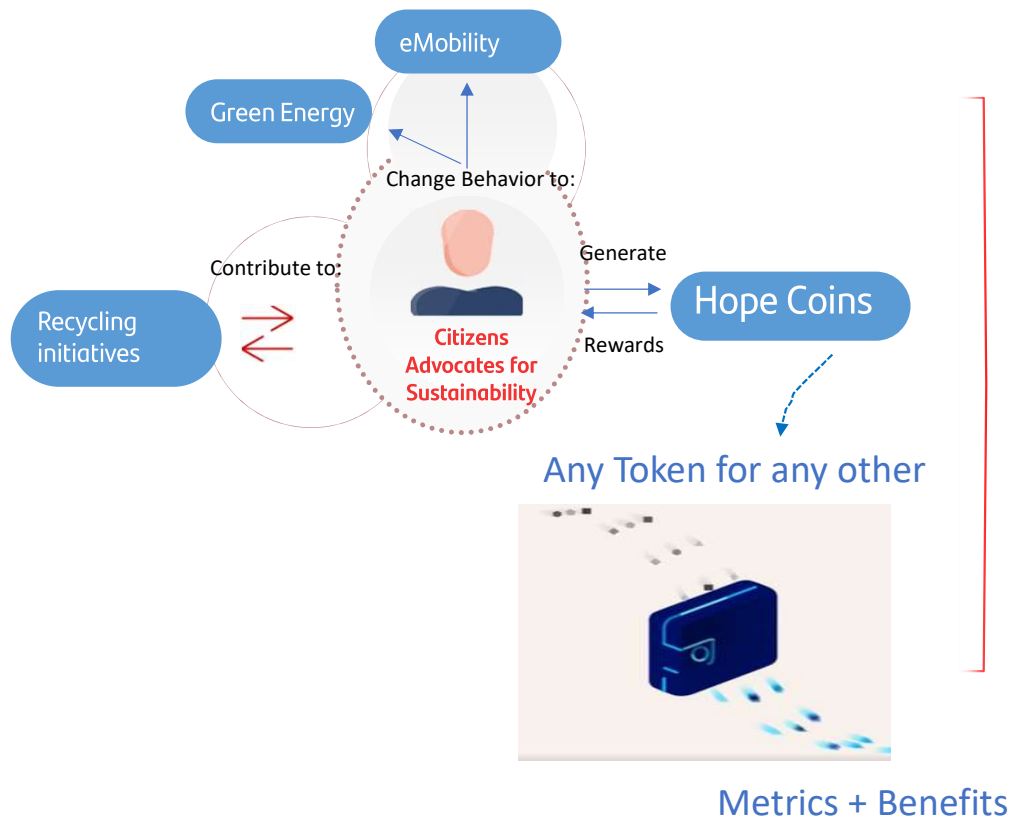 eMobility
Green Energy
Change Behavior to:
Contribute to:
Generate
Hope Coins
Recycling
initiatives
Citizens
Advocates for
Sustainability
Rewards
Any Token for any other
Metrics + Benefits